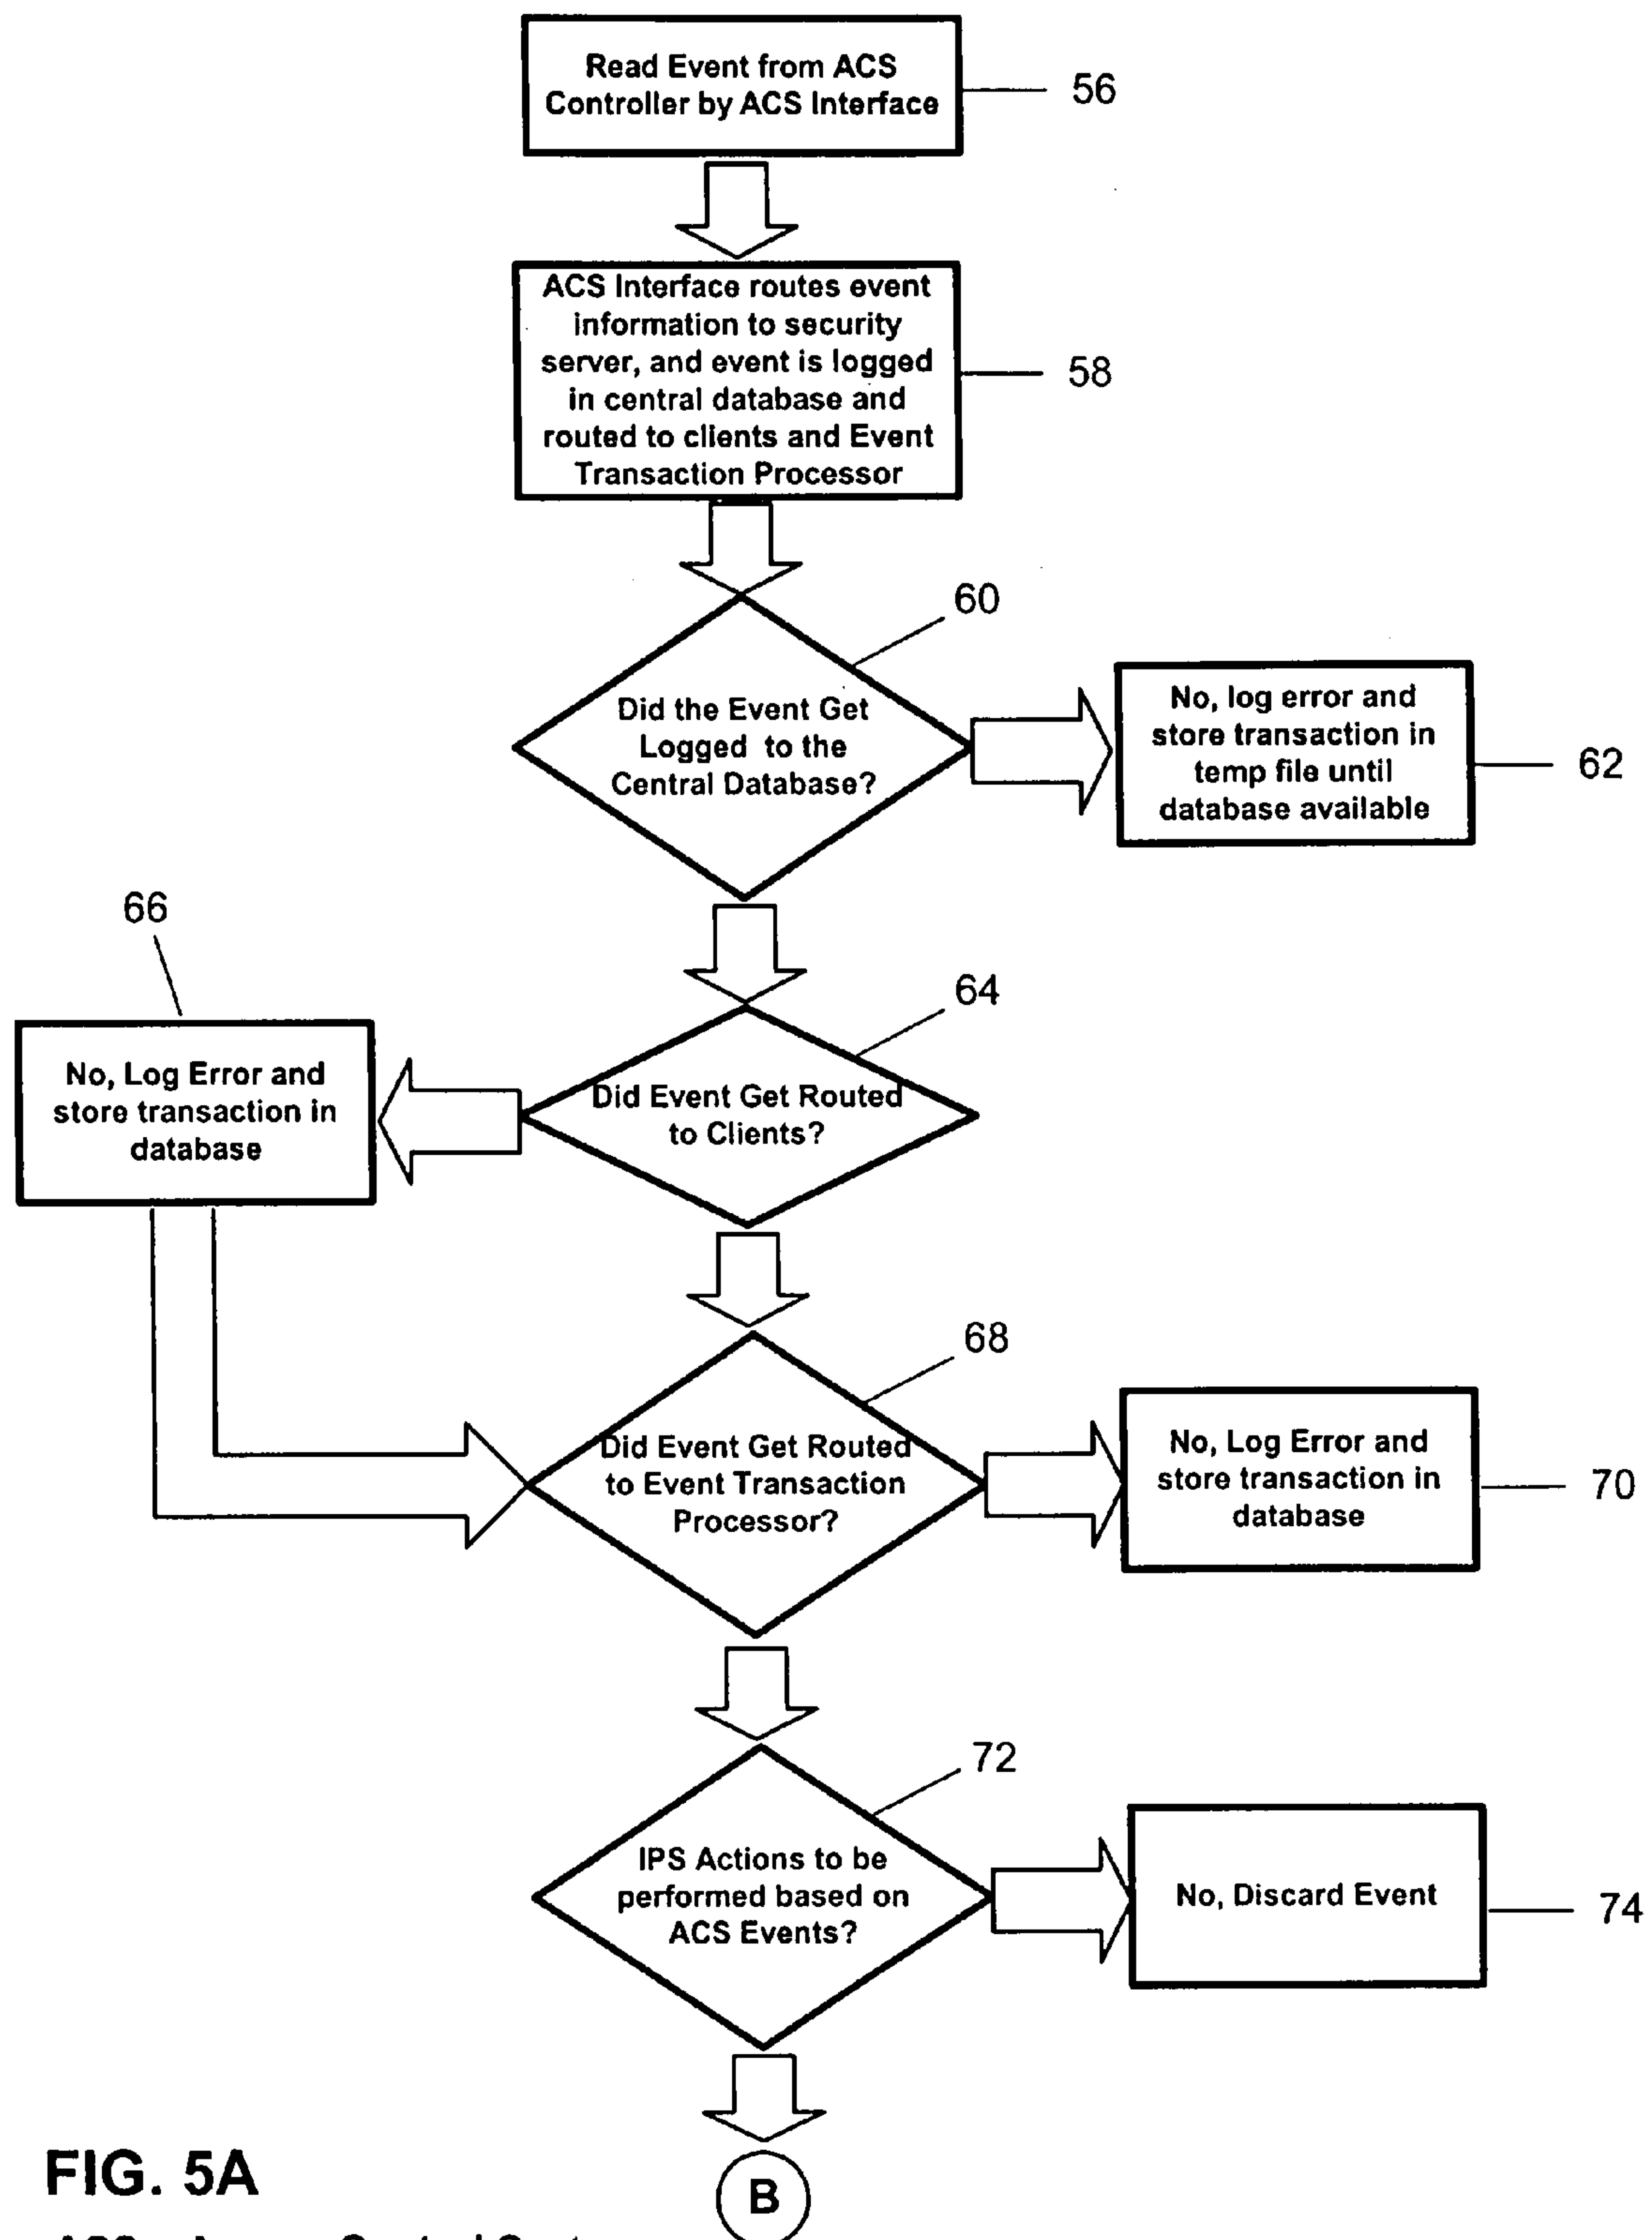 Read Event from ACS
Controller by ACS Interface
56
ACS Interface routes event
information to security
server, and event is logged
in central database and
routed to clients and Event
Transaction Processor
58
60
Did the Event Get
Logged to the
Central Database?
No, log error and
store transaction in
temp file until
database available
62
66
64
No, Log Error and
store transaction in
database
Did Event Get Routed
to Clients?
68
Did Event Get Routed
to Event Transaction
Processor?
No, Log Error and
store transaction in
database
70
72
IPS Actions to be
performed based on
ACS Events?
No, Discard Event
74
FIG. 5A
B